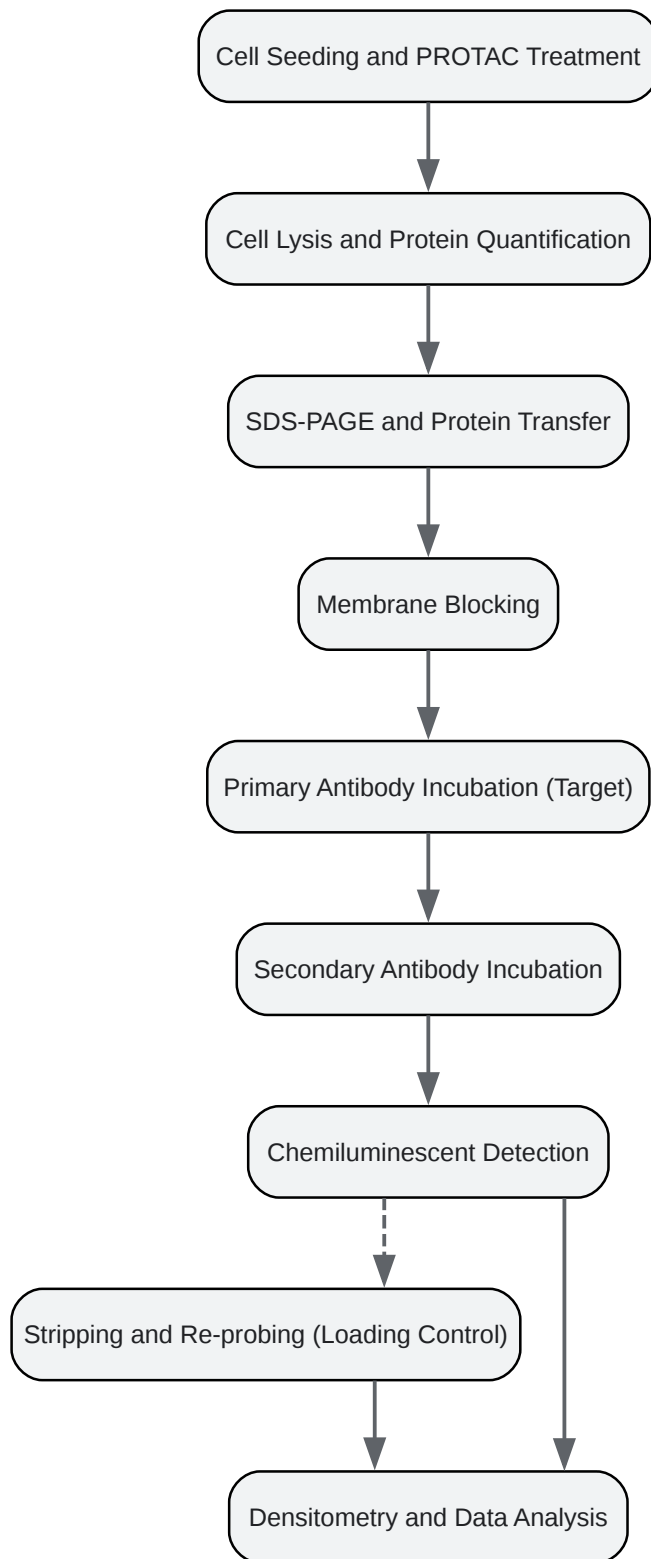 Cell Seeding and PROTAC Treatment
Cell Lysis and Protein Quantification
SDS-PAGE and Protein Transfer
Membrane Blocking
Primary Antibody Incubation (Target)
Secondary Antibody Incubation
Chemiluminescent Detection
Stripping and Re-probing (Loading Control)
Densitometry and Data Analysis